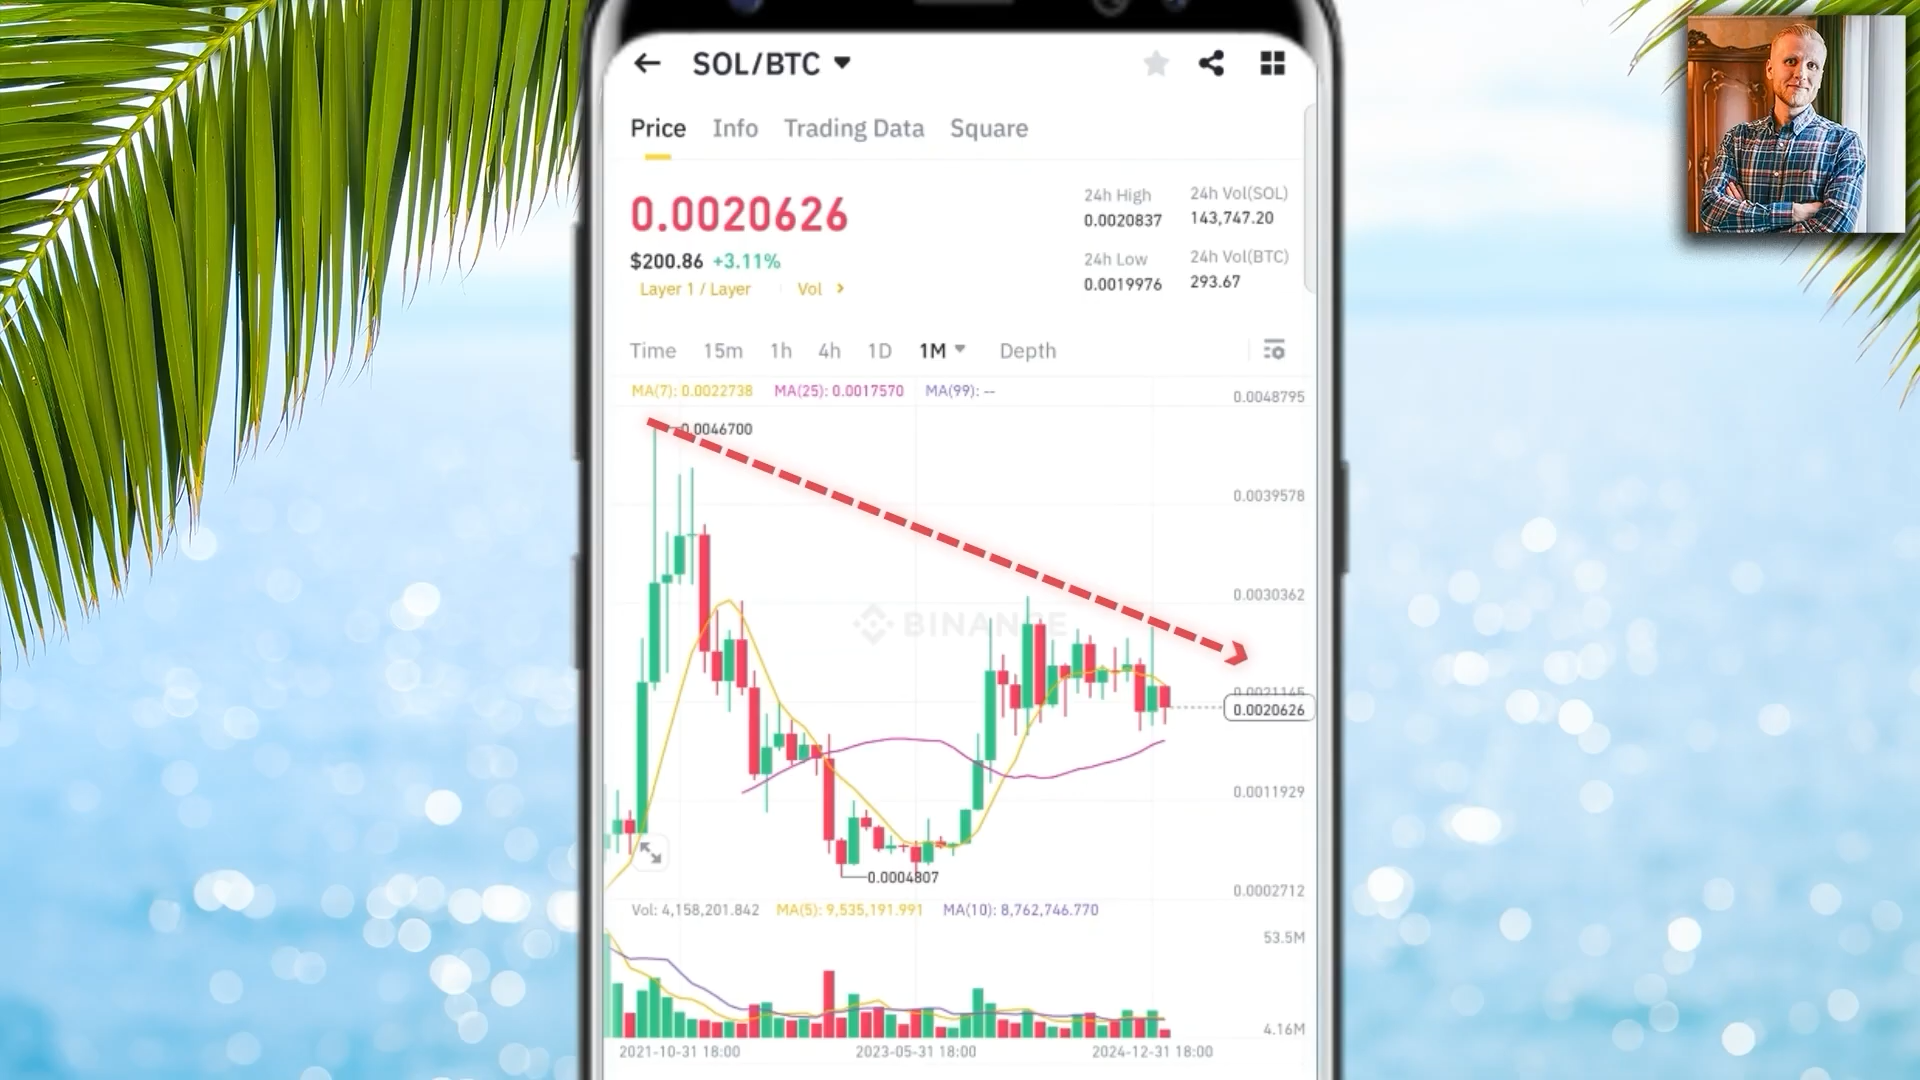 SOL/BTC
Price Info Trading Data Square
0.0020626
$200.86 +3.11%
Layer 1 / Layer Vol
24h High
0.0020837
24h Vol(SOL)
143,747.20
24h Low
0.0019976
24h Vol(BTC)
293.67
Time 15m 1h 4h 1D 1M Depth
MA(7): 0.0022738 MA(25): 0.0017570 MA(99): --
0.0048795
0.0046700
0.0039578
0.0030362
BINANCE
0.0021145
0.0020626
0.0011929
0.0004807
0.0002712
Vol: 4,158,201.842 MA(5): 9,535,191.991 MA(10): 8,762,746.770
53.5M
4.16M
2021-10-31 18:00 2023-05-31 18:00 2024-12-31 18:00